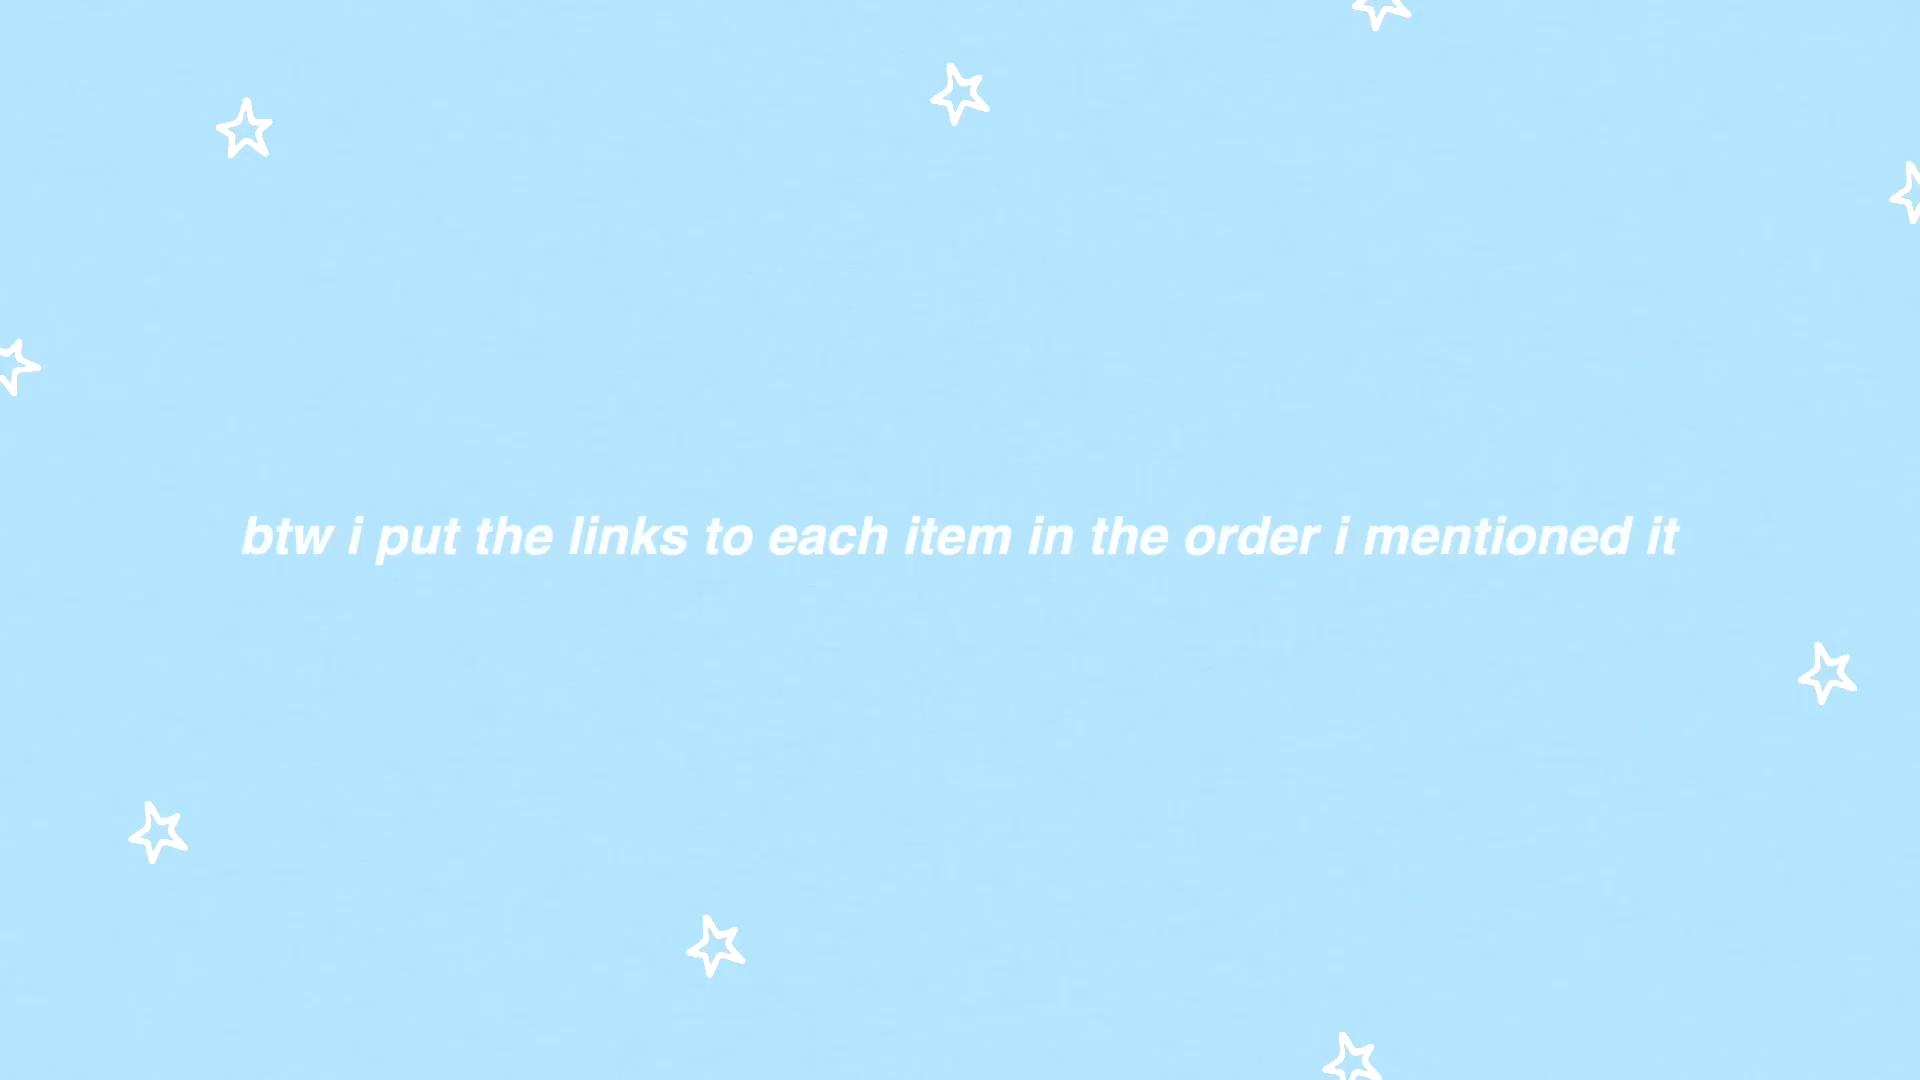 btw i put the links to each item in the order i mentioned it